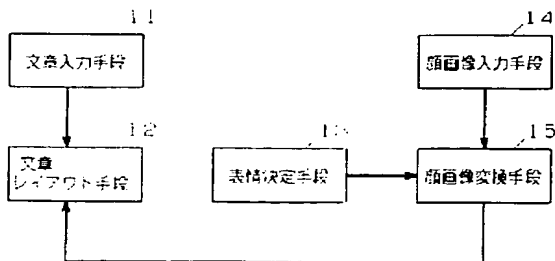 11
文章入力手段
14
顔画像入力手段
12
文章
レイアウト手段
13
表情決定手段
15
顔画像変換手段